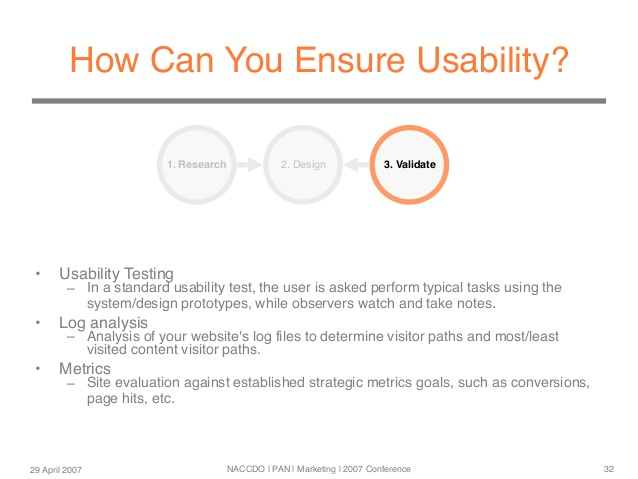 How Can You Ensure Usability?
1. Research
2. Design
3. Validate
• Usability Testing
– In a standard usability test, the user is asked perform typical tasks using the
system/design prototypes, while observers watch and take notes.
• Log analysis
– Analysis of your website's log files to determine visitor paths and most/least
visited content visitor paths.
• Metrics
– Site evaluation against established strategic metrics goals, such as conversions,
page hits, etc.
29 April 2007
NACCDO | PAN | Marketing | 2007 Conference
32